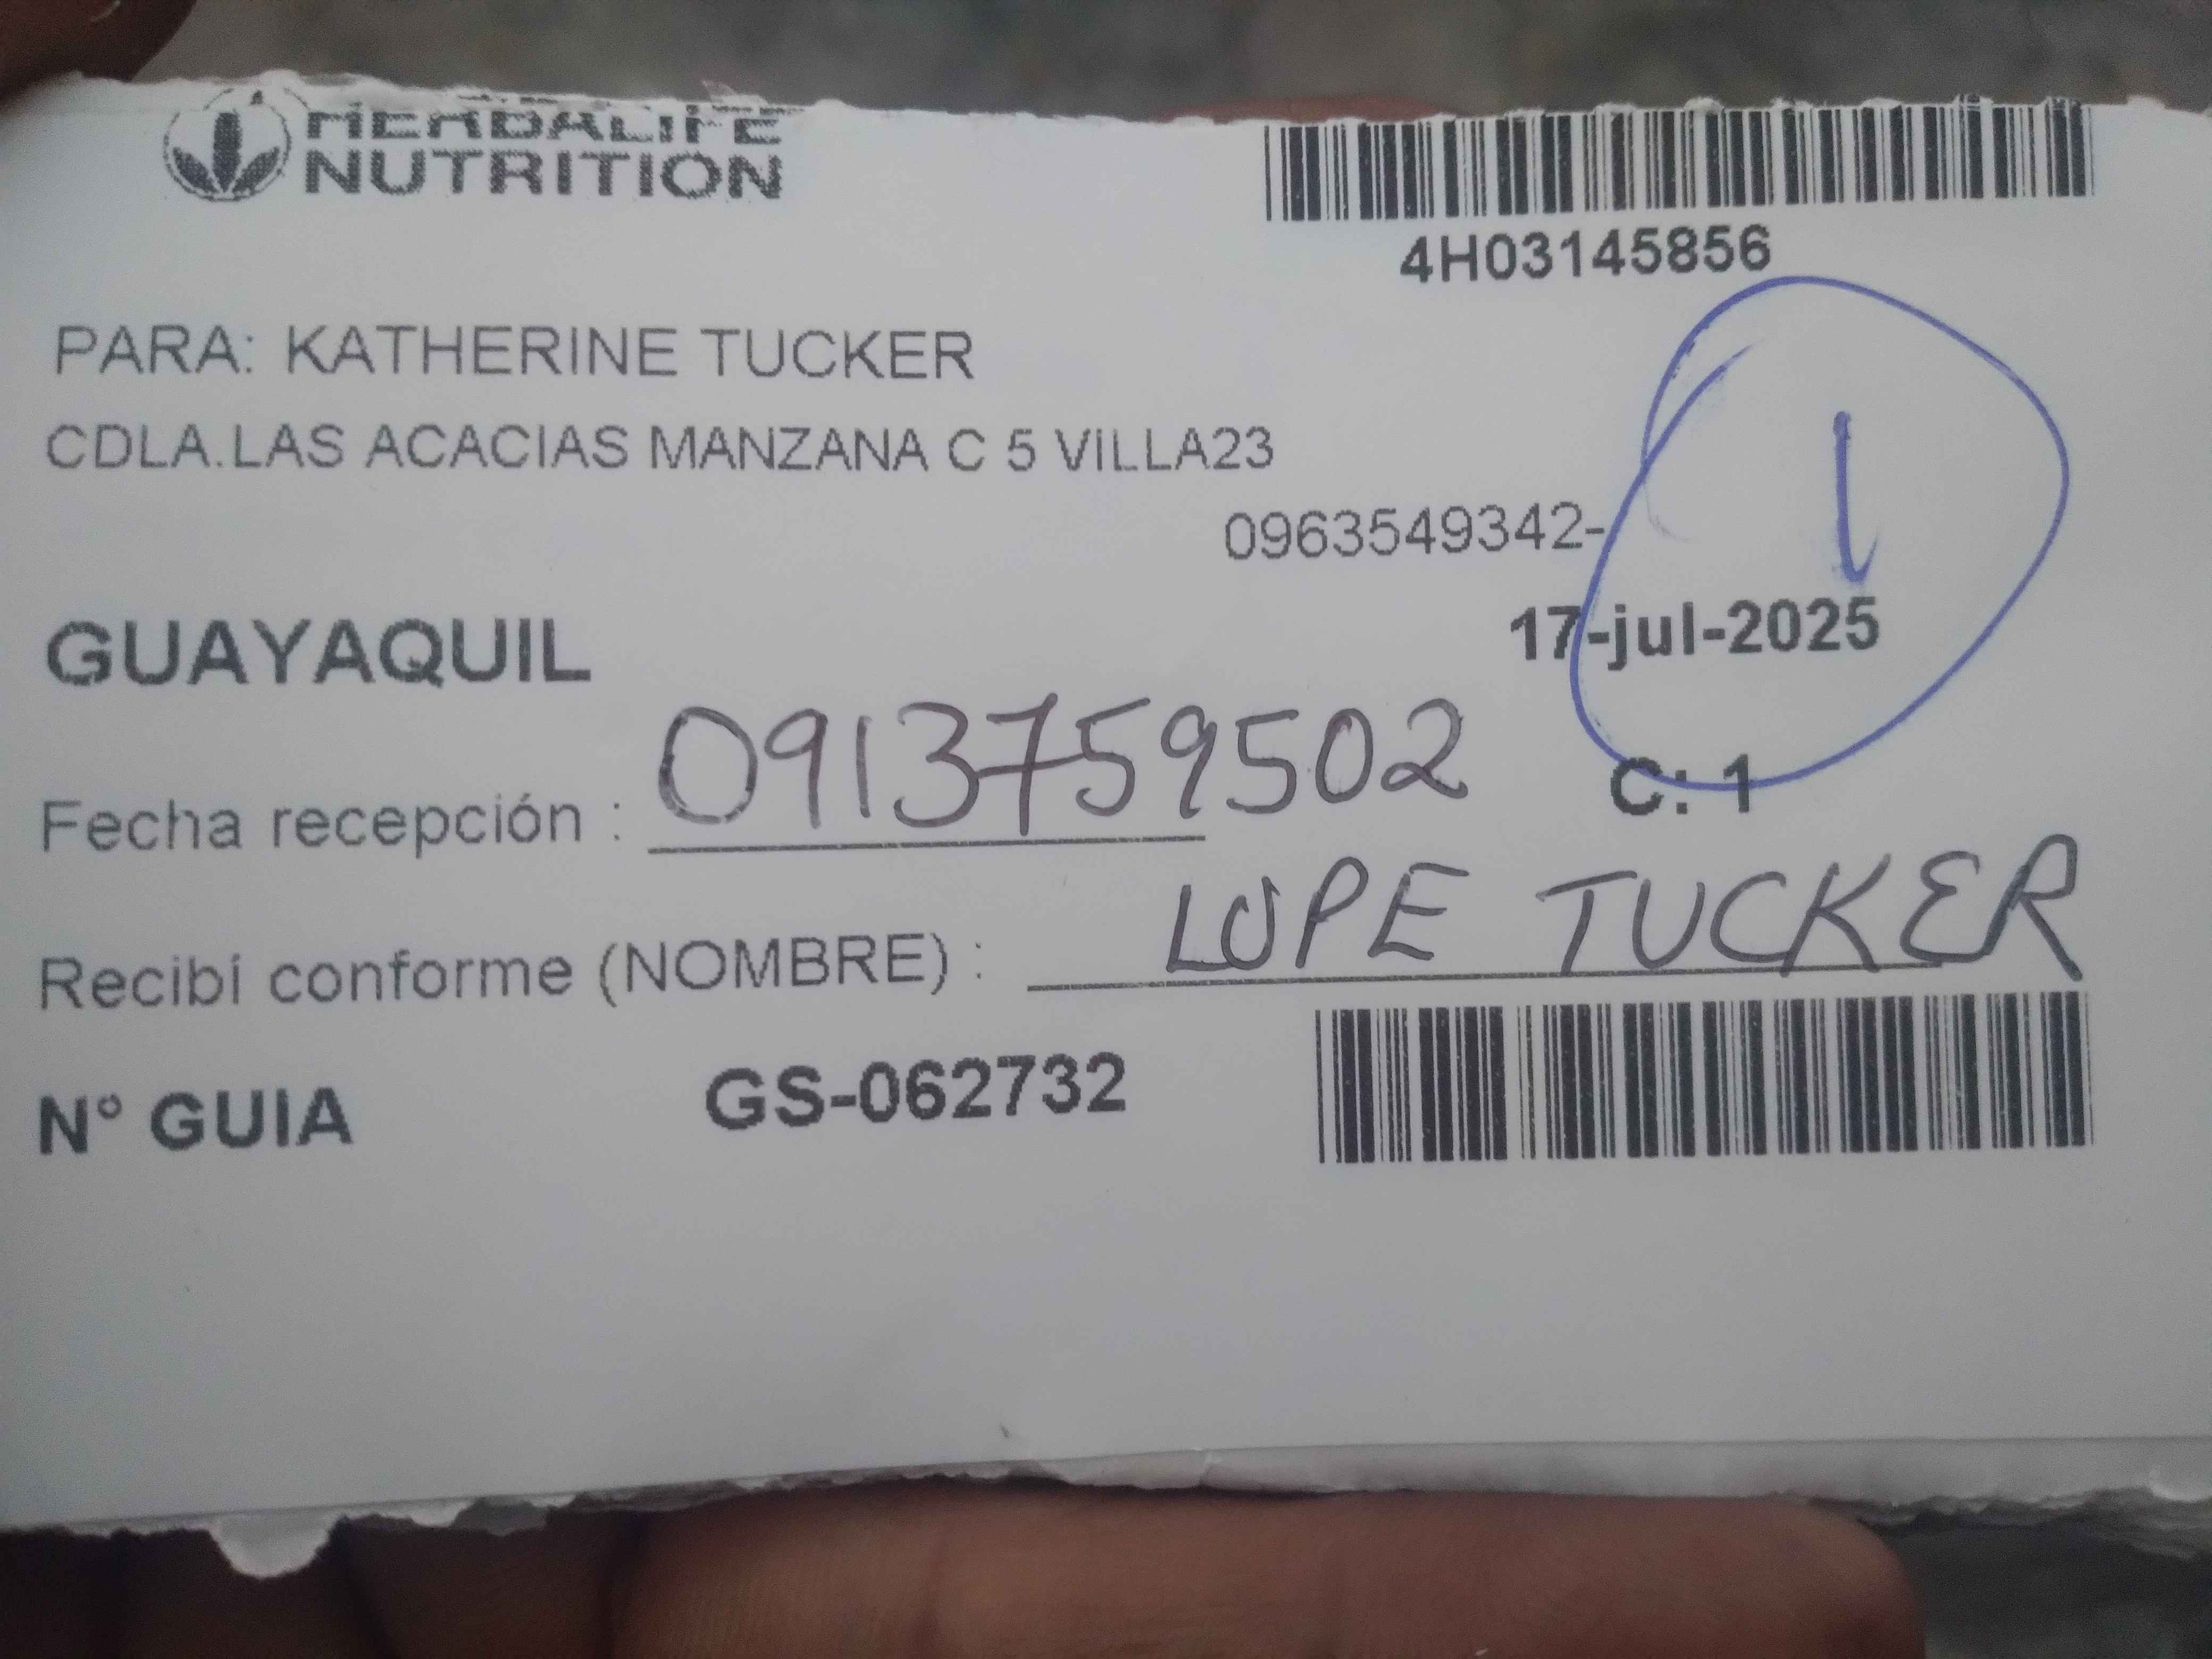 HERBALIFE
NUTRITION
4H03145856
PARA: KATHERINE TUCKER
CDLA.LAS ACACIAS MANZANA C 5 VILLA23
1
0963549342-
GUAYAQUIL 17-jul-2025
Fecha recepción : 0913759502 C: 1
Recibí conforme (NOMBRE) : LUPE TUCKER
N° GUIA GS-062732